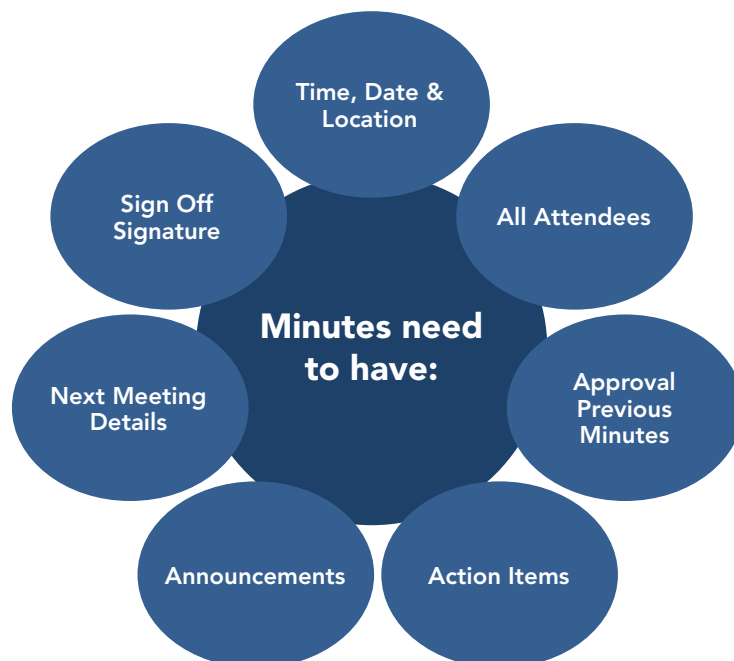 Minutes need
to have:
Time, Date &
Location
All Attendees
Approval
Previous
Minutes
Action Items
Announcements
Next Meeting
Details
Sign Off
Signature